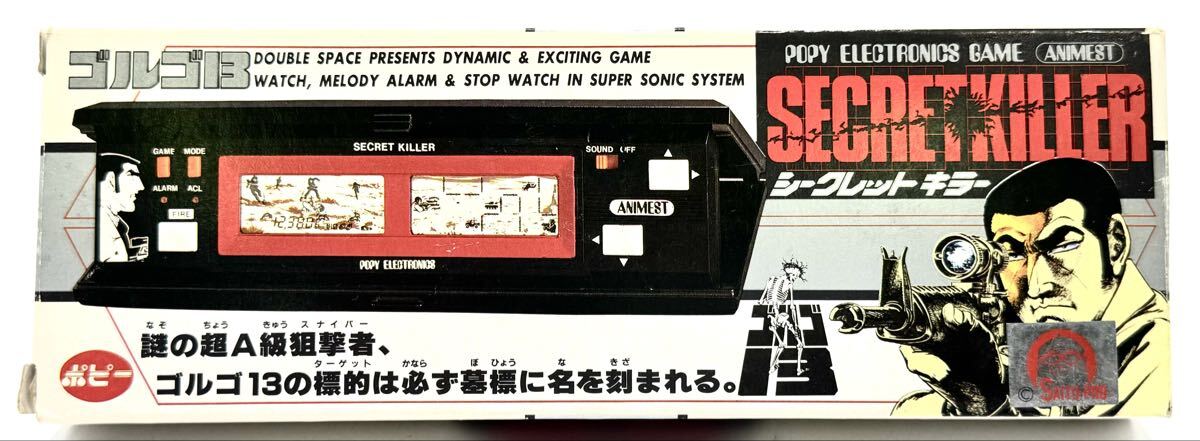 ゴルゴ13
DOUBLE SPACE PRESENTS DYNAMIC & EXCITING GAME
WATCH, MELODY ALARM & STOP WATCH IN SUPER SONIC SYSTEM
POPY ELECTRONICS GAME ANIMEST
SECRET KILLER
シークレットキラー
SECRET KILLER
GAME MODE
ALARM ACL
FIRE
SOUND OFF
ANIMEST
POPY ELECTRONICS
なぞ ちょう きゅう スナイパー
謎の超A級狙撃者、
ターゲット かなら ぼひょう な きざ
ゴルゴ13の標的は必ず墓標に名を刻まれる。
ポピー
© SAITO-PRO